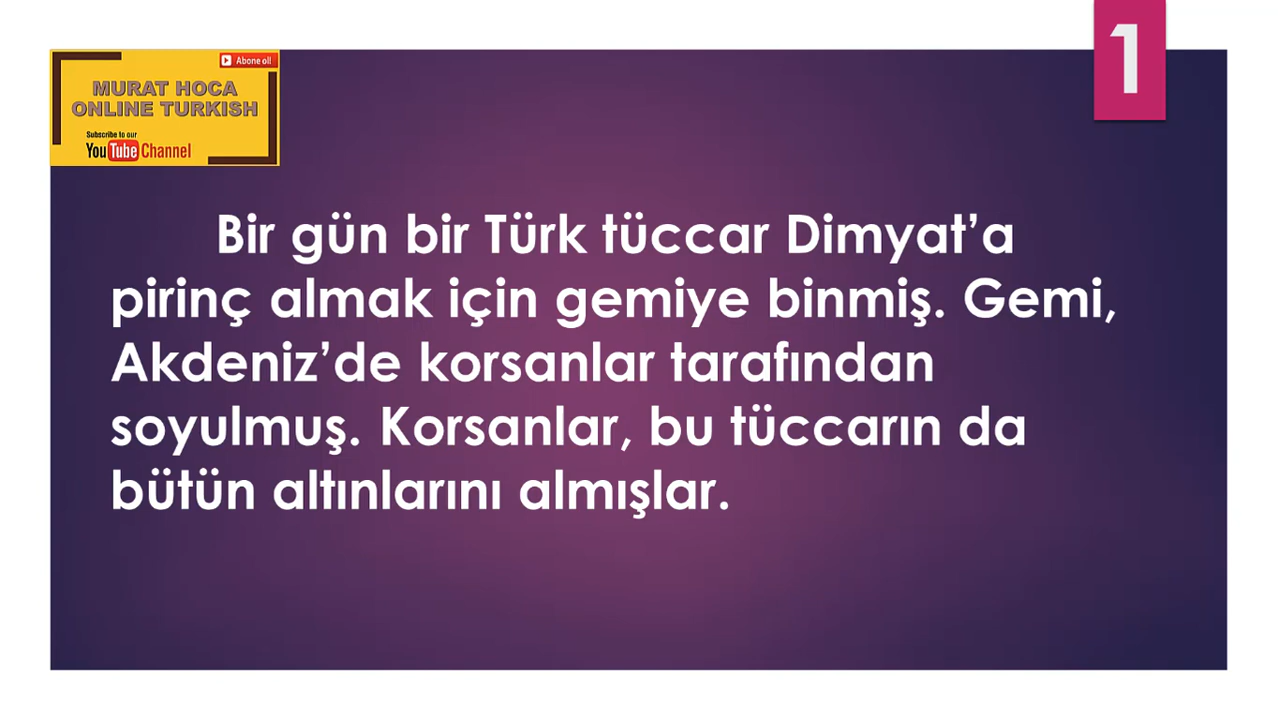 1
Abone ol!
MURAT HOCA
ONLINE TURKISH
Subscribe to our
YouTube Channel
Bir gün bir Türk tüccar Dimyat’a
pirinç almak için gemiye binmiş. Gemi,
Akdeniz’de korsanlar tarafından
soyulmuş. Korsanlar, bu tüccarın da
bütün altınlarını almışlar.